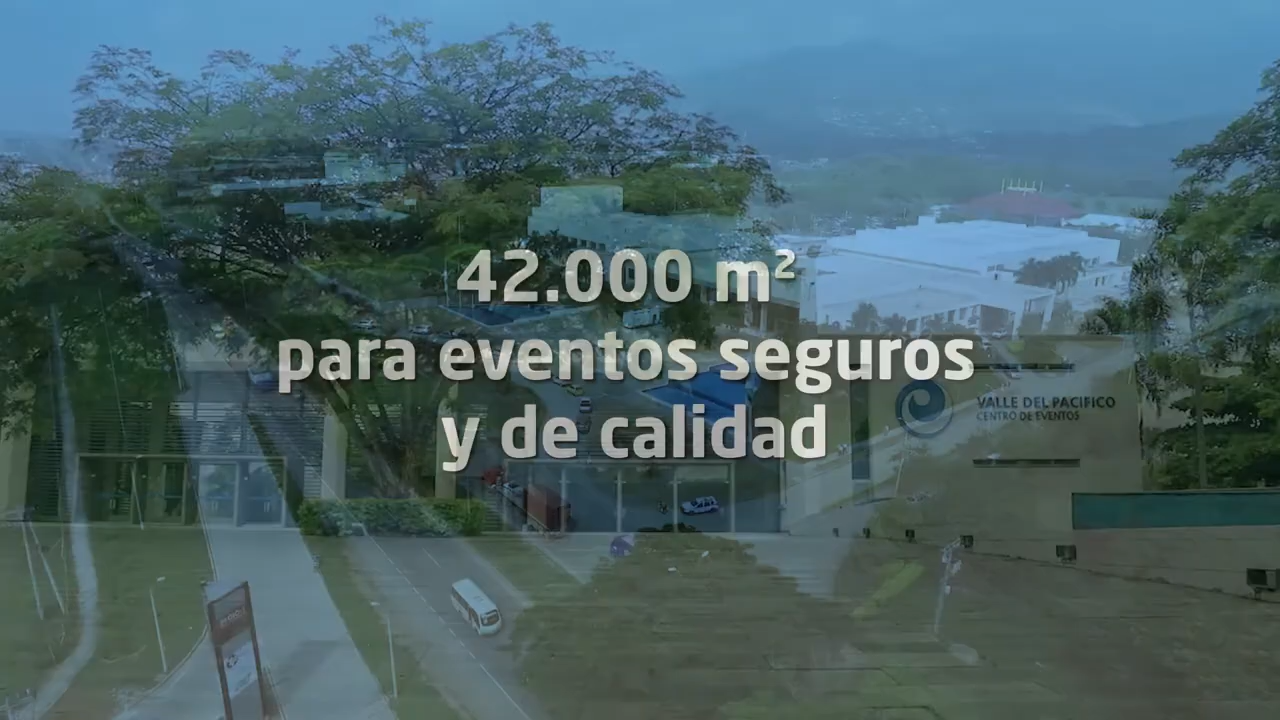 42.000 m²
para eventos seguros
y de calidad
VALLE DEL PACIFICO
CENTRO DE EVENTOS